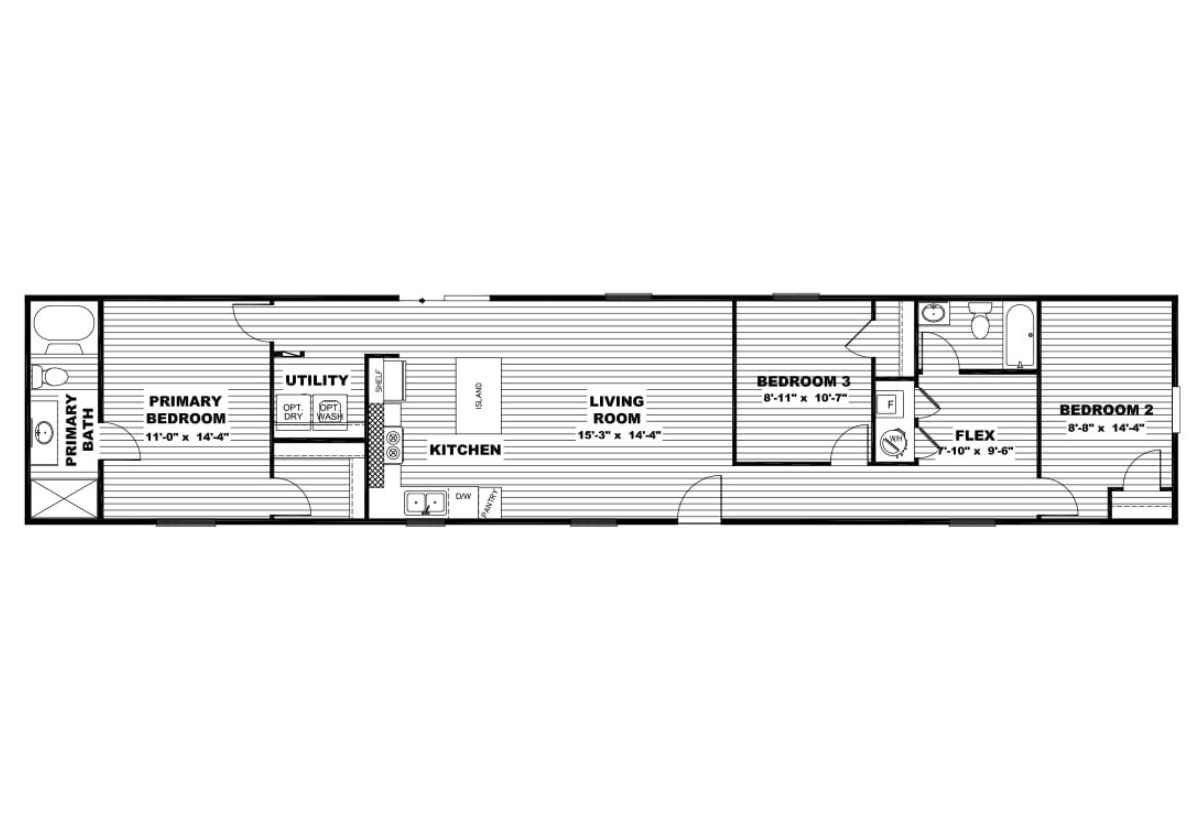 PRIMARY
BATH
PRIMARY
BEDROOM
11'-0" x 14'-4"
UTILITY
OPT.
DRY
OPT.
WASH
SHELF
ISLAND
KITCHEN
D/W
PANTRY
LIVING
ROOM
15'-3" x 14'-4"
BEDROOM 3
8'-11" x 10'-7"
F
W/H
FLEX
7'-10" x 9'-6"
BEDROOM 2
8'-8" x 14'-4"